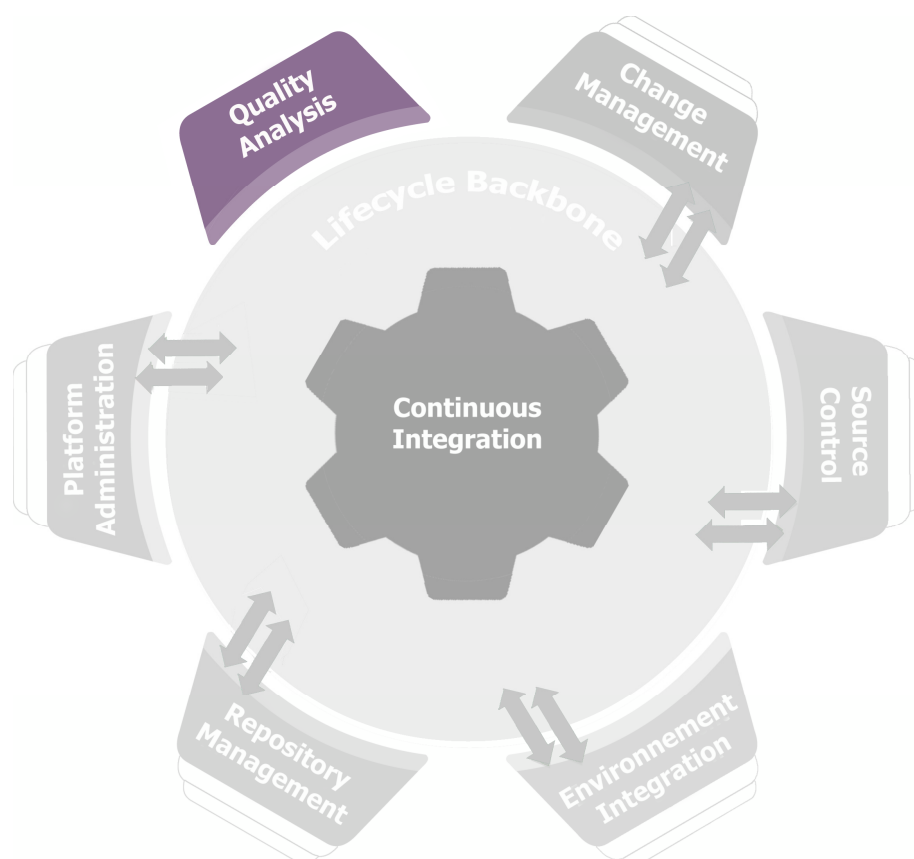 Quality
Analysis
Change
Management
Lifecycle Backbone
Continuous
Integration
Platform
Administration
Source
Control
Repository
Management
Environnement
Integration